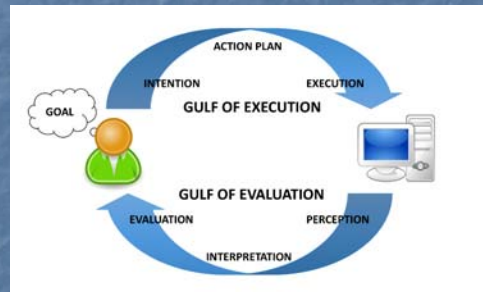 ACTION PLAN
INTENTION
EXECUTION
GOAL
GULF OF EXECUTION
GULF OF EVALUATION
EVALUATION
PERCEPTION
INTERPRETATION